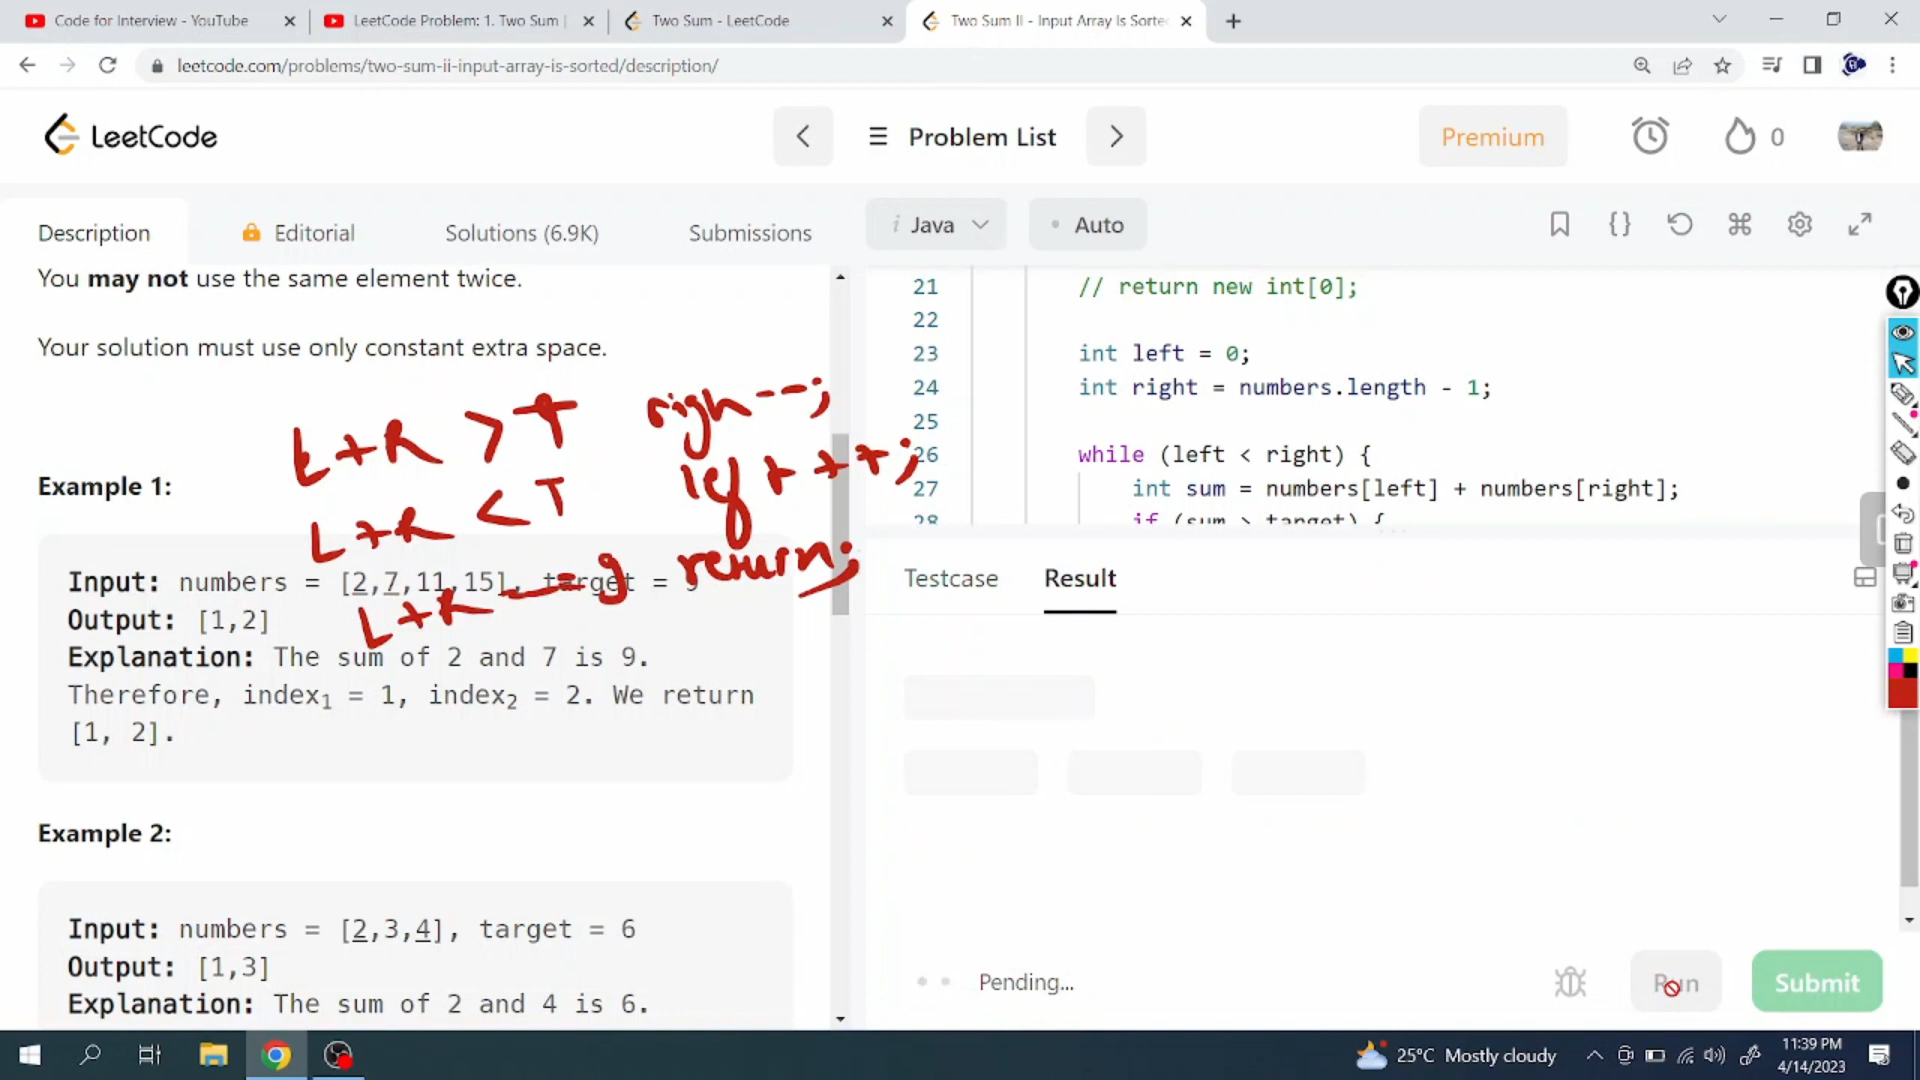 Code for Interview - YouTube
LeetCode Problem: 1. Two Sum |
Two Sum - LeetCode
Two Sum II - Input Array Is Sorte
leetcode.com/problems/two-sum-ii-input-array-is-sorted/description/
LeetCode
Problem List
Premium
0
Description
Editorial
Solutions (6.9K)
Submissions
i Java
Auto
You may not use the same element twice.
Your solution must use only constant extra space.
L+R > T righ--;
L+R < T lef+++;
L+R == g return;
Example 1:
Input: numbers = [2,7,11,15], target = 9
Output: [1,2]
Explanation: The sum of 2 and 7 is 9.
Therefore, index1 = 1, index2 = 2. We return
[1, 2].
Example 2:
Input: numbers = [2,3,4], target = 6
Output: [1,3]
Explanation: The sum of 2 and 4 is 6.
21 // return new int[0];
22
23 int left = 0;
24 int right = numbers.length - 1;
25
26 while (left < right) {
27 int sum = numbers[left] + numbers[right];
28 if (sum > target) {
Testcase
Result
Pending...
Run
Submit
25°C Mostly cloudy
11:39 PM
4/14/2023